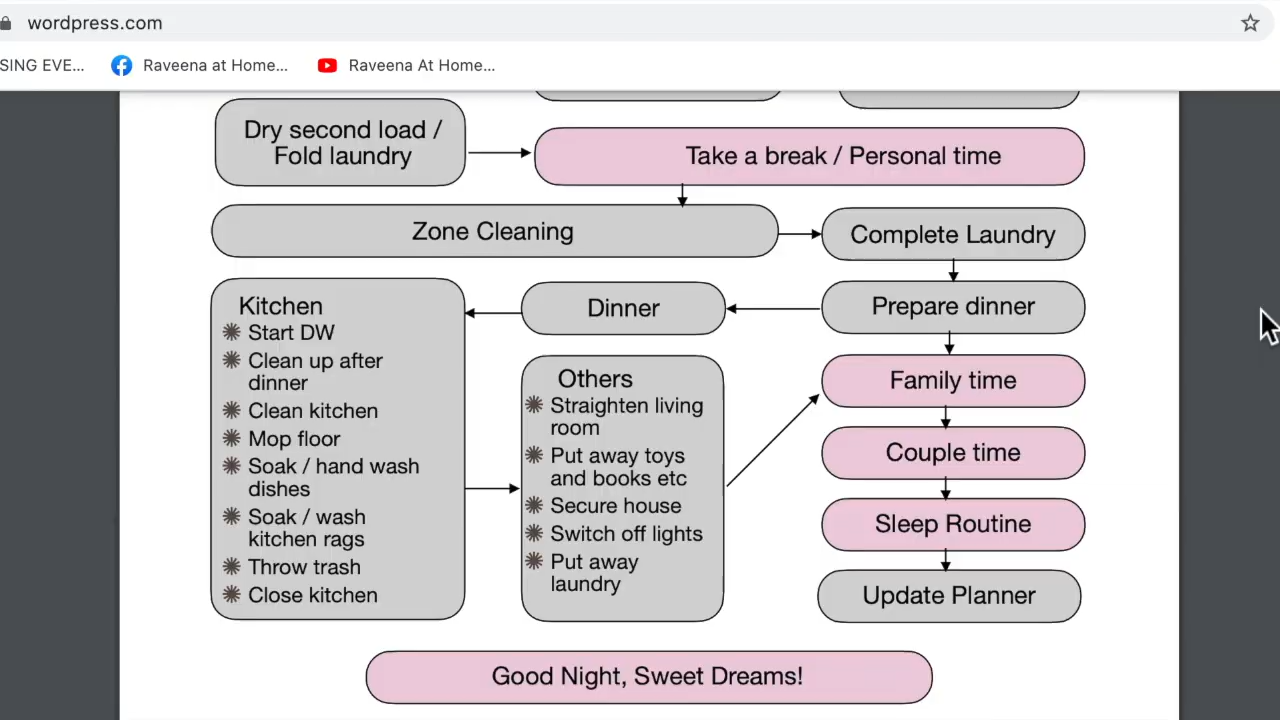 wordpress.com
SING EVE...
Raveena at Home...
Raveena At Home...
Dry second load /
Fold laundry
Take a break / Personal time
Zone Cleaning
Complete Laundry
Kitchen
Start DW
Clean up after
dinner
Clean kitchen
Mop floor
Soak / hand wash
dishes
Soak / wash
kitchen rags
Throw trash
Close kitchen
Dinner
Prepare dinner
Others
Straighten living
room
Put away toys
and books etc
Secure house
Switch off lights
Put away
laundry
Family time
Couple time
Sleep Routine
Update Planner
Good Night, Sweet Dreams!